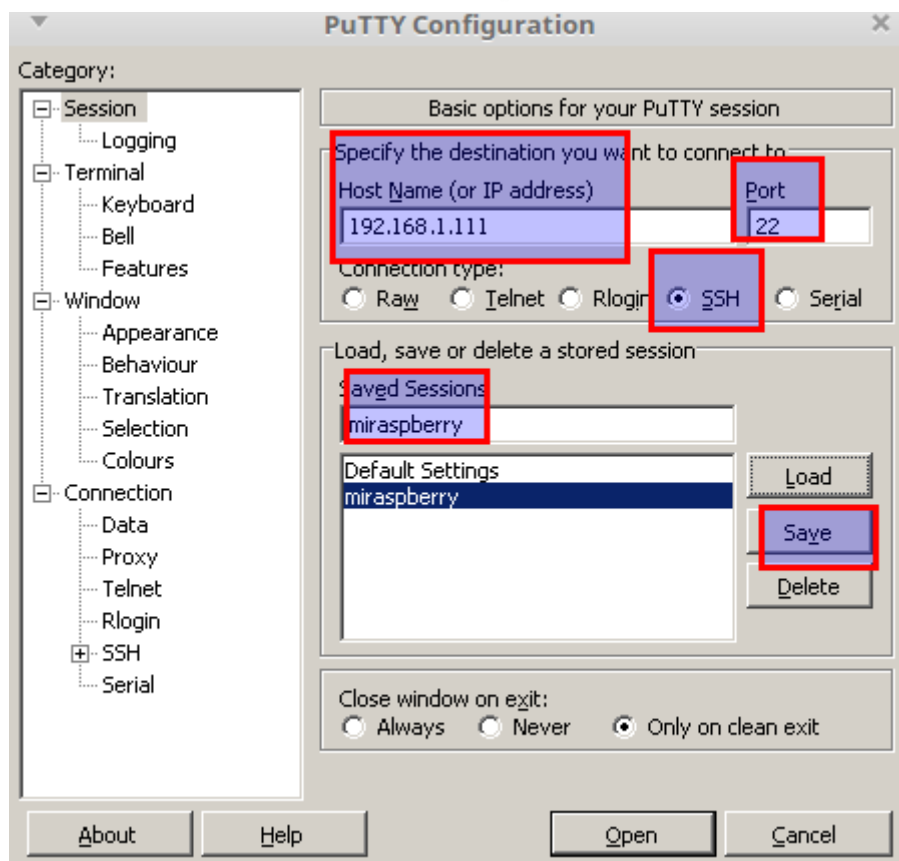 PuTTY Configuration
Category:
Session
Logging
Terminal
Keyboard
Bell
Features
Window
Appearance
Behaviour
Translation
Selection
Colours
Connection
Data
Proxy
Telnet
Rlogin
SSH
Serial
Basic options for your PuTTY session
Specify the destination you want to connect to
Host Name (or IP address) Port
192.168.1.111 22
Connection type:
Raw Telnet Rlogin SSH Serial
Load, save or delete a stored session
Saved Sessions
miraspberry
Default Settings
miraspberry
Load
Save
Delete
Close window on exit:
Always Never Only on clean exit
About Help Open Cancel